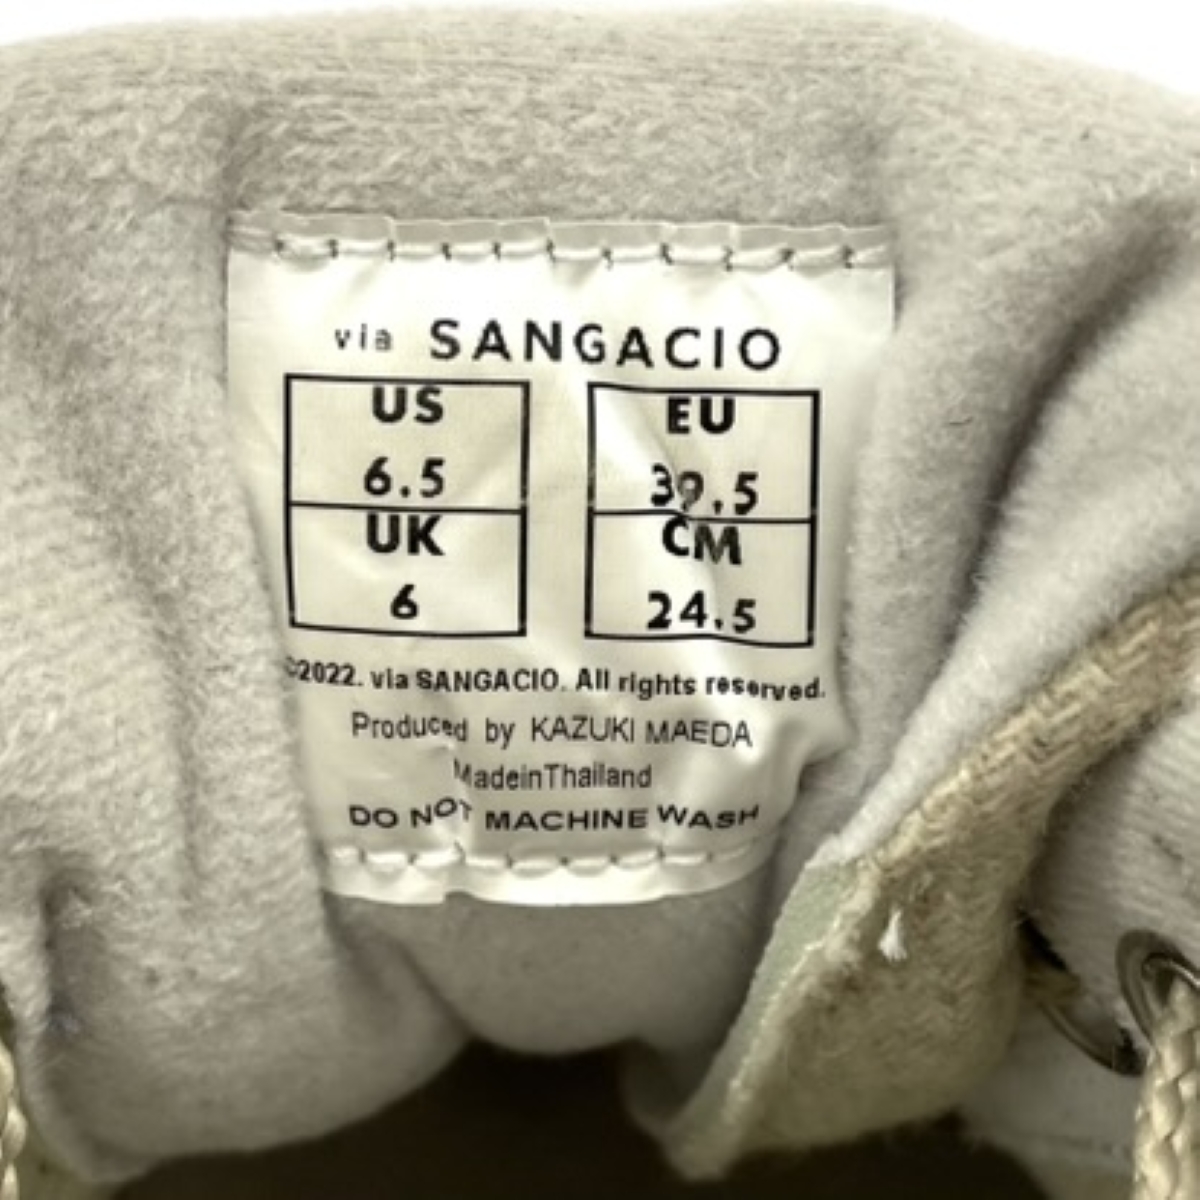 via SANGACIO
US EU
6.5 39.5
UK CM
6 24.5
©2022. via SANGACIO. All rights reserved.
Produced by KAZUKI MAEDA
MadeinThailand
DO NOT MACHINE WASH